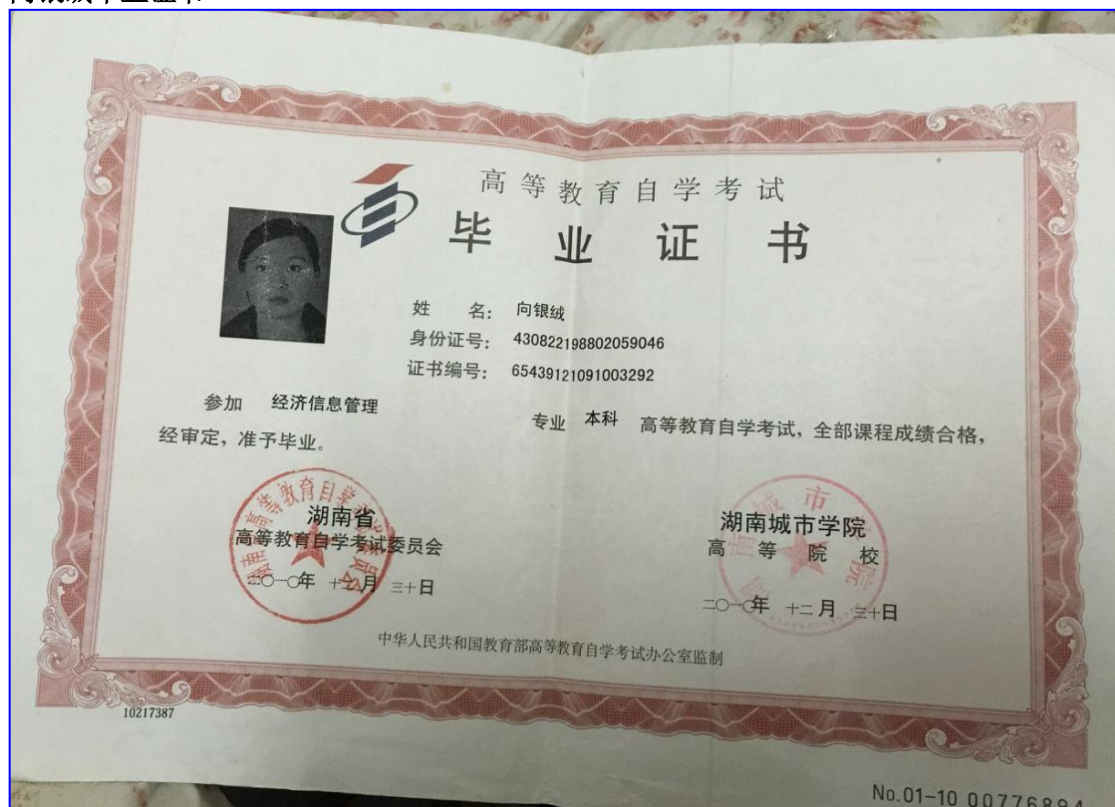 高等教育自学考试
毕业证书
姓 名： 向银绒
身份证号： 430822198802059046
证书编号： 65439121091003292
参加 经济信息管理 专业 本科 高等教育自学考试，全部课程成绩合格，
经审定，准予毕业。
湖南省 湖南城市学院
高等教育自学考试委员会 高等院校
二〇一〇年 十二月 三十日 二〇一〇年 十二月 三十日
中华人民共和国教育部高等教育自学考试办公室监制
10217387
No.01-10 00776894